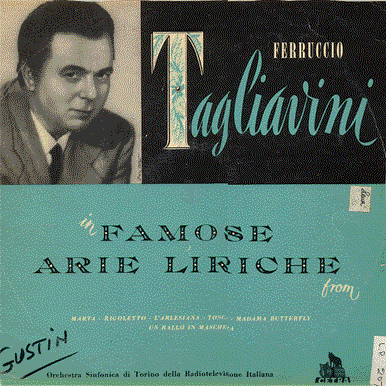 FERRUCCIO
Tagliavini
in FAMOSE
ARIE LIRICHE
from
MARTA - RIGOLETTO - L'ARLESIANA - TOSCA - MADAMA BUTTERFLY
UN BALLO IN MASCHERA
GUSTIN
Orchestra Sinfonica di Torino della Radiotelevisione Italiana
CETRA